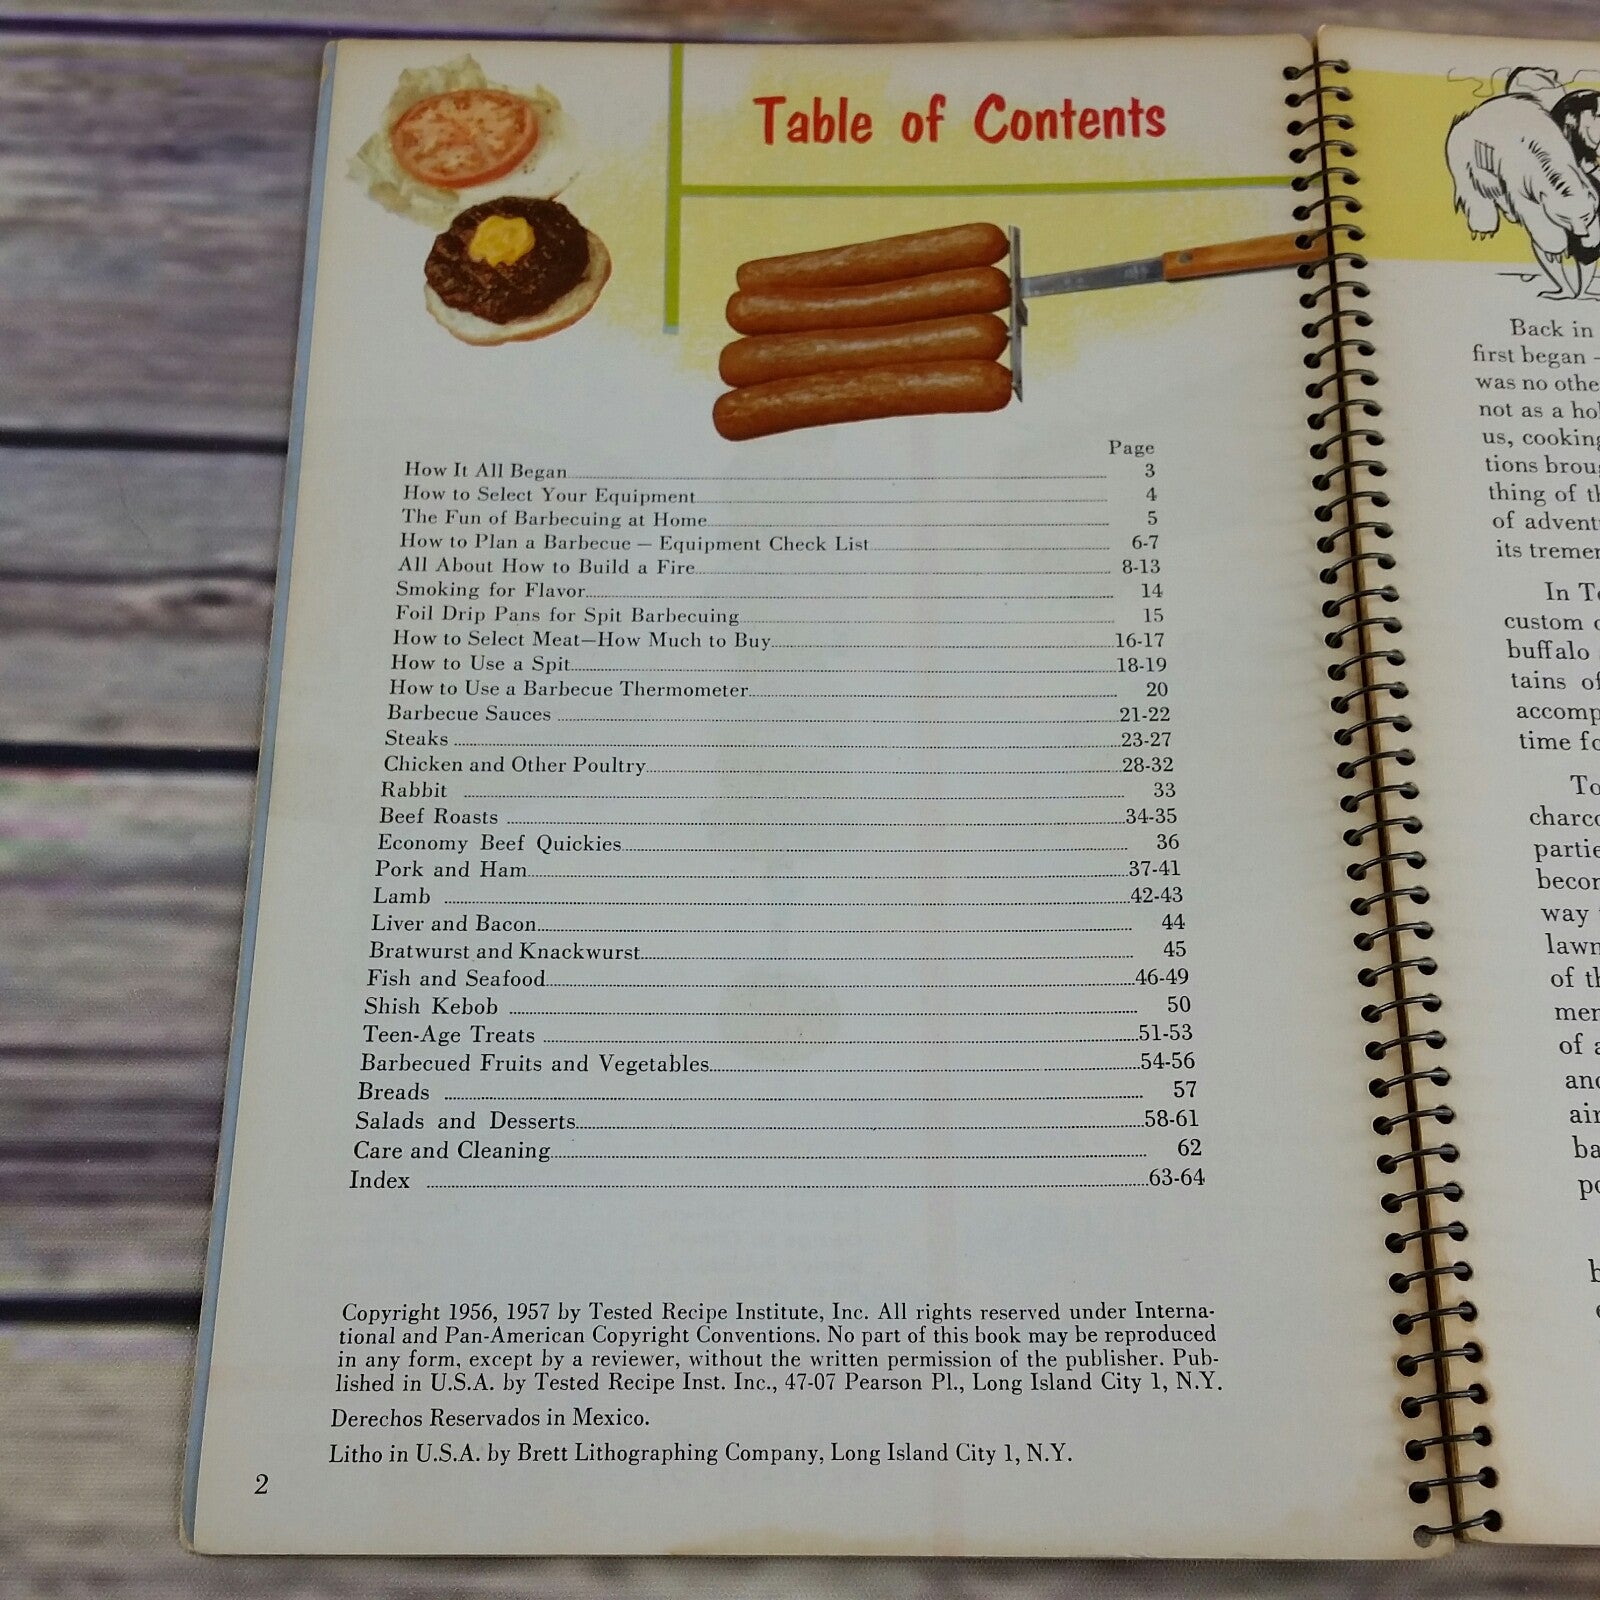 Table of Contents
Page
How It All Began 3
How to Select Your Equipment 4
The Fun of Barbecuing at Home 5
How to Plan a Barbecue — Equipment Check List 6-7
All About How to Build a Fire 8-13
Smoking for Flavor 14
Foil Drip Pans for Spit Barbecuing 15
How to Select Meat—How Much to Buy 16-17
How to Use a Spit 18-19
How to Use a Barbecue Thermometer 20
Barbecue Sauces 21-22
Steaks 23-27
Chicken and Other Poultry 28-32
Rabbit 33
Beef Roasts 34-35
Economy Beef Quickies 36
Pork and Ham 37-41
Lamb 42-43
Liver and Bacon 44
Bratwurst and Knackwurst 45
Fish and Seafood 46-49
Shish Kebob 50
Teen-Age Treats 51-53
Barbecued Fruits and Vegetables 54-56
Breads 57
Salads and Desserts 58-61
Care and Cleaning 62
Index 63-64
Copyright 1956, 1957 by Tested Recipe Institute, Inc. All rights reserved under Interna-
tional and Pan-American Copyright Conventions. No part of this book may be reproduced
in any form, except by a reviewer, without the written permission of the publisher. Pub-
lished in U.S.A. by Tested Recipe Inst. Inc., 47-07 Pearson Pl., Long Island City 1, N.Y.
Derechos Reservados in Mexico.
Litho in U.S.A. by Brett Lithographing Company, Long Island City 1, N.Y.
2
Back in
first began -
was no othe
not as a
us, cooking
tions brou
thing of
of advent
its
In
custom
buffalo
tains of
accomp
time
To
charco
partie
becom
way
lawn
of
men
of a
and